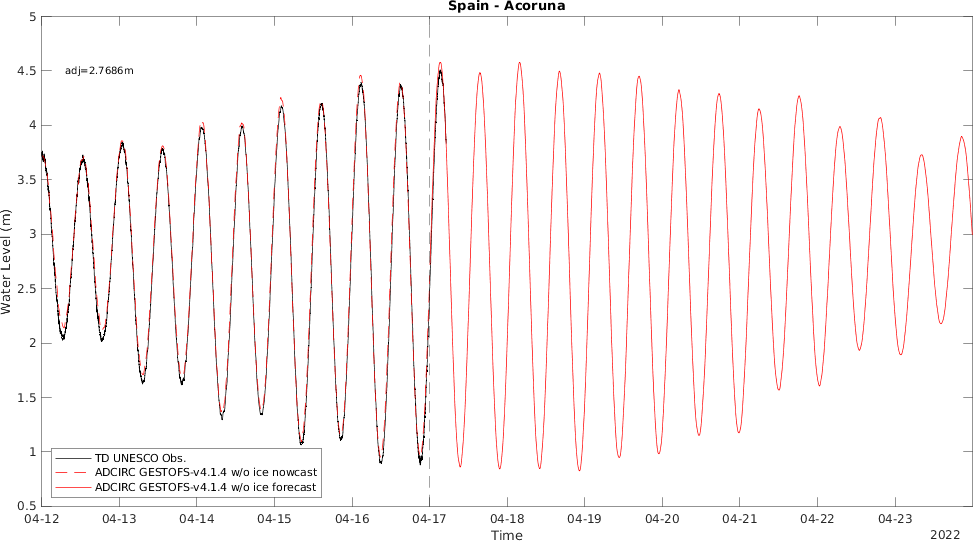 Spain - Acoruna
5
4.5
4
3.5
3
2.5
2
1.5
1
0.5
Water Level (m)
adj=2.7686m
TD UNESCO Obs.
ADCIRC GESTOFS-v4.1.4 w/o ice nowcast
ADCIRC GESTOFS-v4.1.4 w/o ice forecast
04-12 04-13 04-14 04-15 04-16 04-17 04-18 04-19 04-20 04-21 04-22 04-23
Time
2022